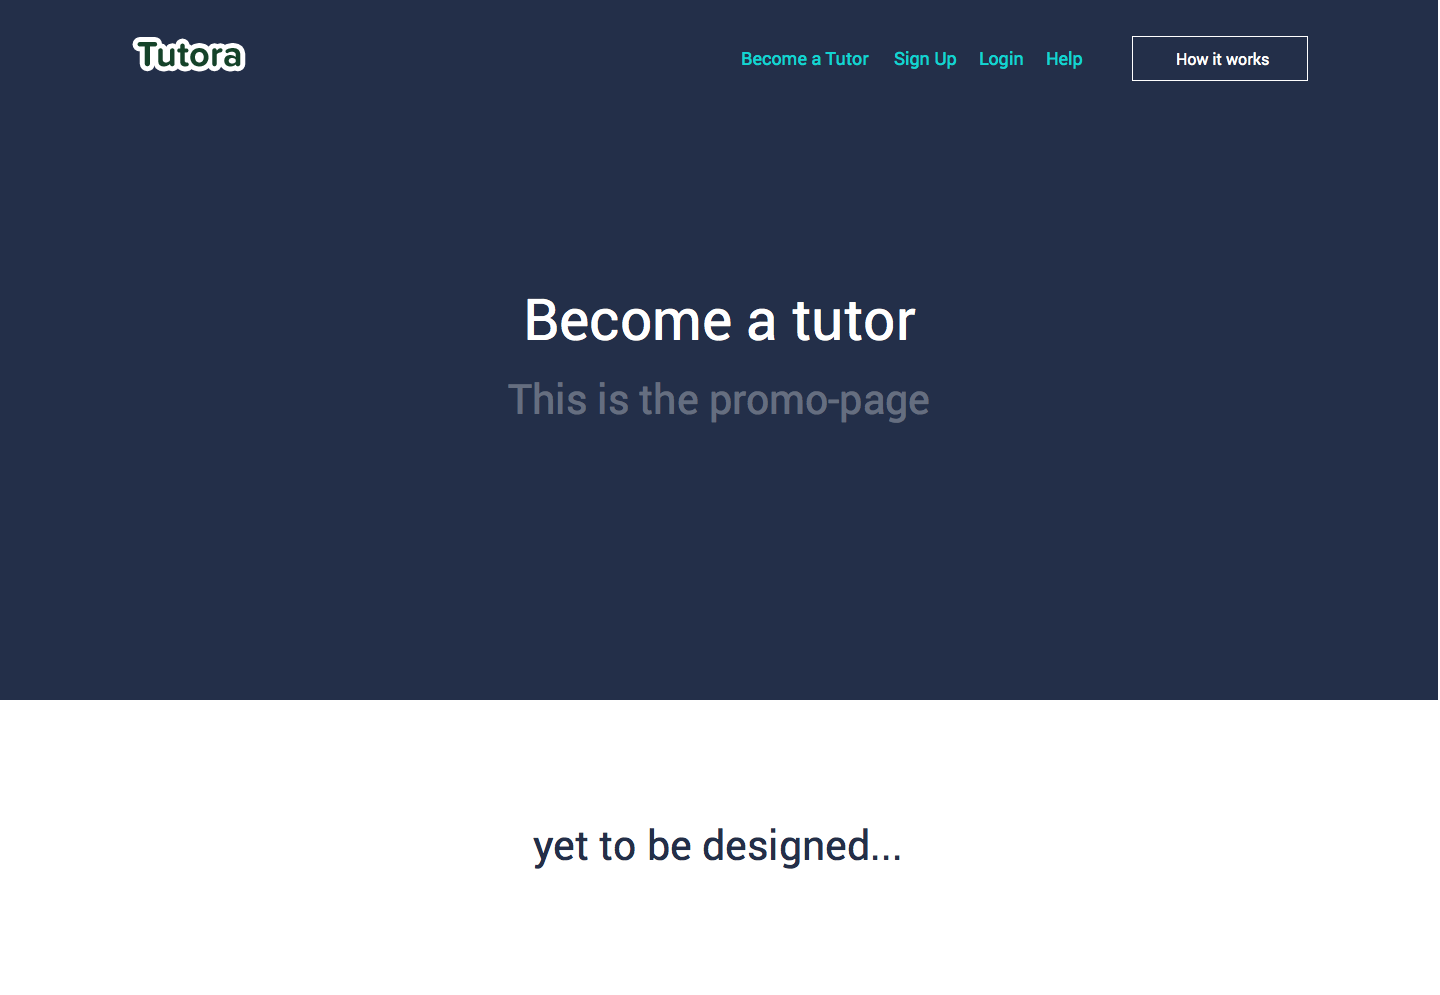 Tutora
Become a Tutor Sign Up Login Help How it works
Become a tutor
This is the promo-page
yet to be designed...